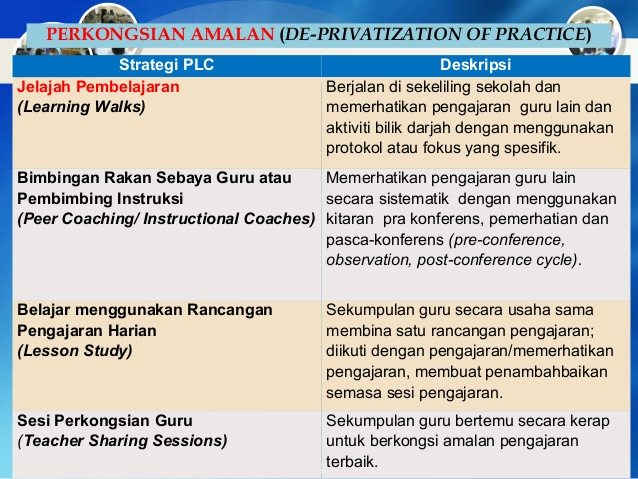 PERKONGSIAN AMALAN (DE-PRIVATIZATION OF PRACTICE)
Strategi PLC
Deskripsi
Jelajah Pembelajaran
(Learning Walks)
Berjalan di sekeliling sekolah dan
memerhatikan pengajaran guru lain dan
aktiviti bilik darjah dengan menggunakan
protokol atau fokus yang spesifik.
Bimbingan Rakan Sebaya Guru atau
Pembimbing Instruksi
(Peer Coaching/ Instructional Coaches)
Memerhatikan pengajaran guru lain
secara sistematik dengan menggunakan
kitaran pra konferens, pemerhatian dan
pasca-konferens (pre-conference,
observation, post-conference cycle).
Belajar menggunakan Rancangan
Pengajaran Harian
(Lesson Study)
Sekumpulan guru secara usaha sama
membina satu rancangan pengajaran;
diikuti dengan pengajaran/memerhatikan
pengajaran, membuat penambahbaikan
semasa sesi pengajaran.
Sesi Perkongsian Guru
(Teacher Sharing Sessions)
Sekumpulan guru bertemu secara kerap
untuk berkongsi amalan pengajaran
terbaik.